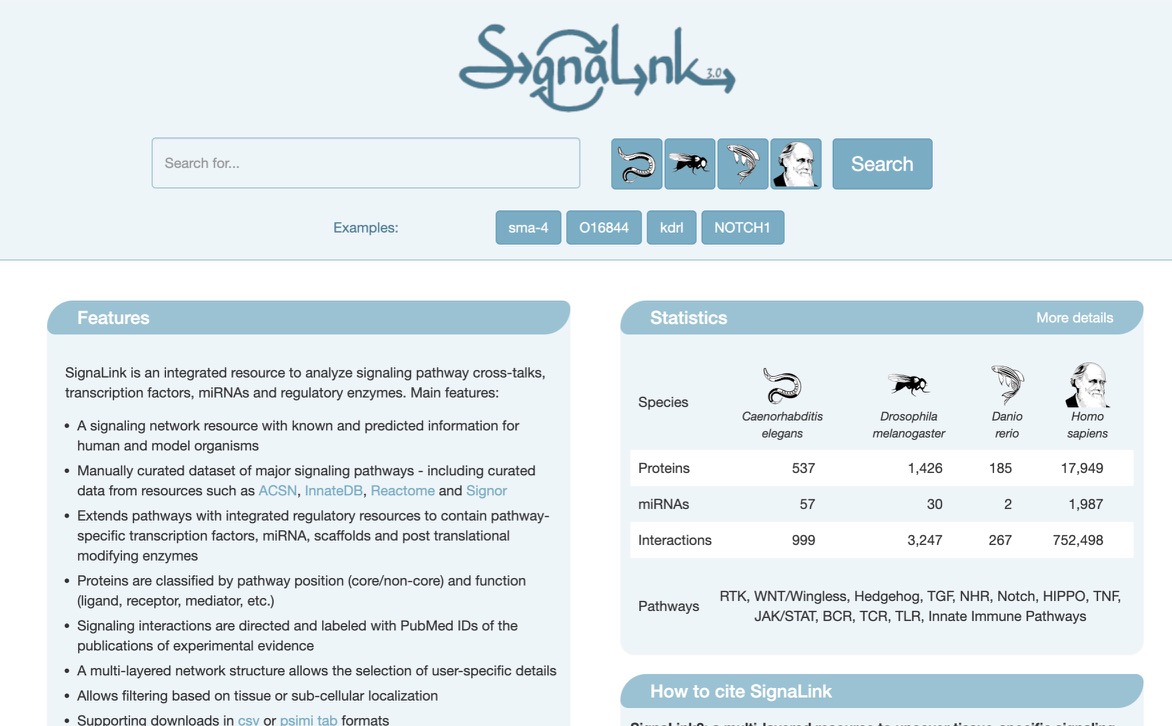 SignaLink 3.0
Search for...
Search
Examples:
sma-4
O16844
kdrl
NOTCH1
Features
SignaLink is an integrated resource to analyze signaling pathway cross-talks,
transcription factors, miRNAs and regulatory enzymes. Main features:
• A signaling network resource with known and predicted information for
human and model organisms
• Manually curated dataset of major signaling pathways - including curated
data from resources such as ACSN, InnateDB, Reactome and Signor
• Extends pathways with integrated regulatory resources to contain pathway-
specific transcription factors, miRNA, scaffolds and post translational
modifying enzymes
• Proteins are classified by pathway position (core/non-core) and function
(ligand, receptor, mediator, etc.)
• Signaling interactions are directed and labeled with PubMed IDs of the
publications of experimental evidence
• A multi-layered network structure allows the selection of user-specific details
• Allows filtering based on tissue or sub-cellular localization
• Supporting downloads in csv or psimi tab formats
Statistics More details
Species
Caenorhabditis
elegans
Drosophila
melanogaster
Danio
rerio
Homo
sapiens
Proteins 537 1,426 185 17,949
miRNAs 57 30 2 1,987
Interactions 999 3,247 267 752,498
Pathways
RTK, WNT/Wingless, Hedgehog, TGF, NHR, Notch, HIPPO, TNF,
JAK/STAT, BCR, TCR, TLR, Innate Immune Pathways
How to cite SignaLink